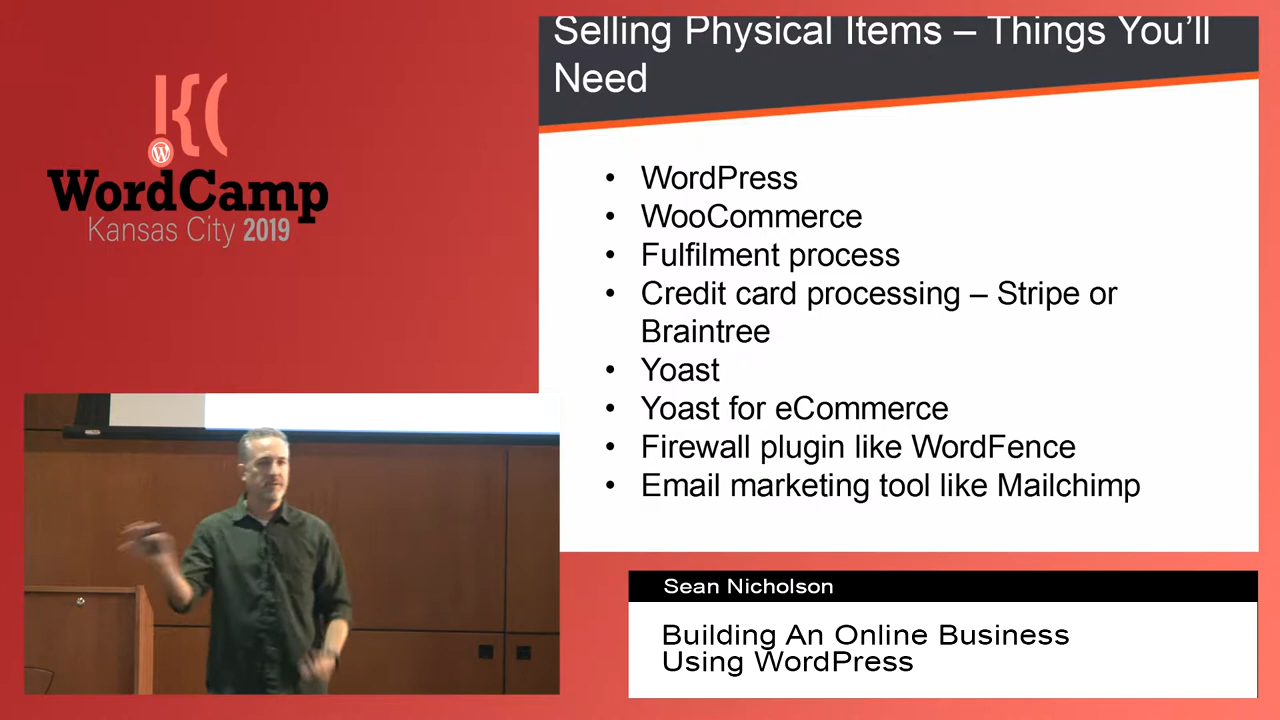 KC
W
WordCamp
Kansas City 2019
Selling Physical Items – Things You'll
Need
• WordPress
• WooCommerce
• Fulfilment process
• Credit card processing – Stripe or
Braintree
• Yoast
• Yoast for eCommerce
• Firewall plugin like WordFence
• Email marketing tool like Mailchimp
Sean Nicholson
Building An Online Business
Using WordPress